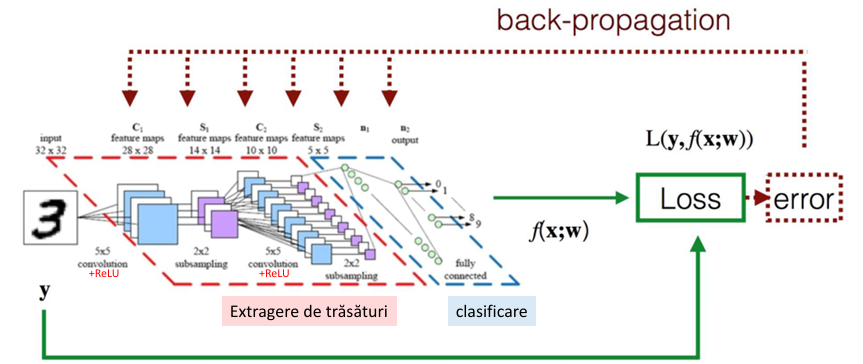 back-propagation
input
32 x 32
C1
feature maps
28 x 28
S1
feature maps
14 x 14
C2
feature maps
10 x 10
S2
feature maps
5 x 5
n1
n2
output
L(y, f(x;w))
3
0
1
8
9
Loss
error
f(x;w)
5x5
convolution
+ReLU
2x2
subsampling
5x5
convolution
+ReLU
2x2
subsampling
fully
connected
y
Extragere de trăsături
clasificare